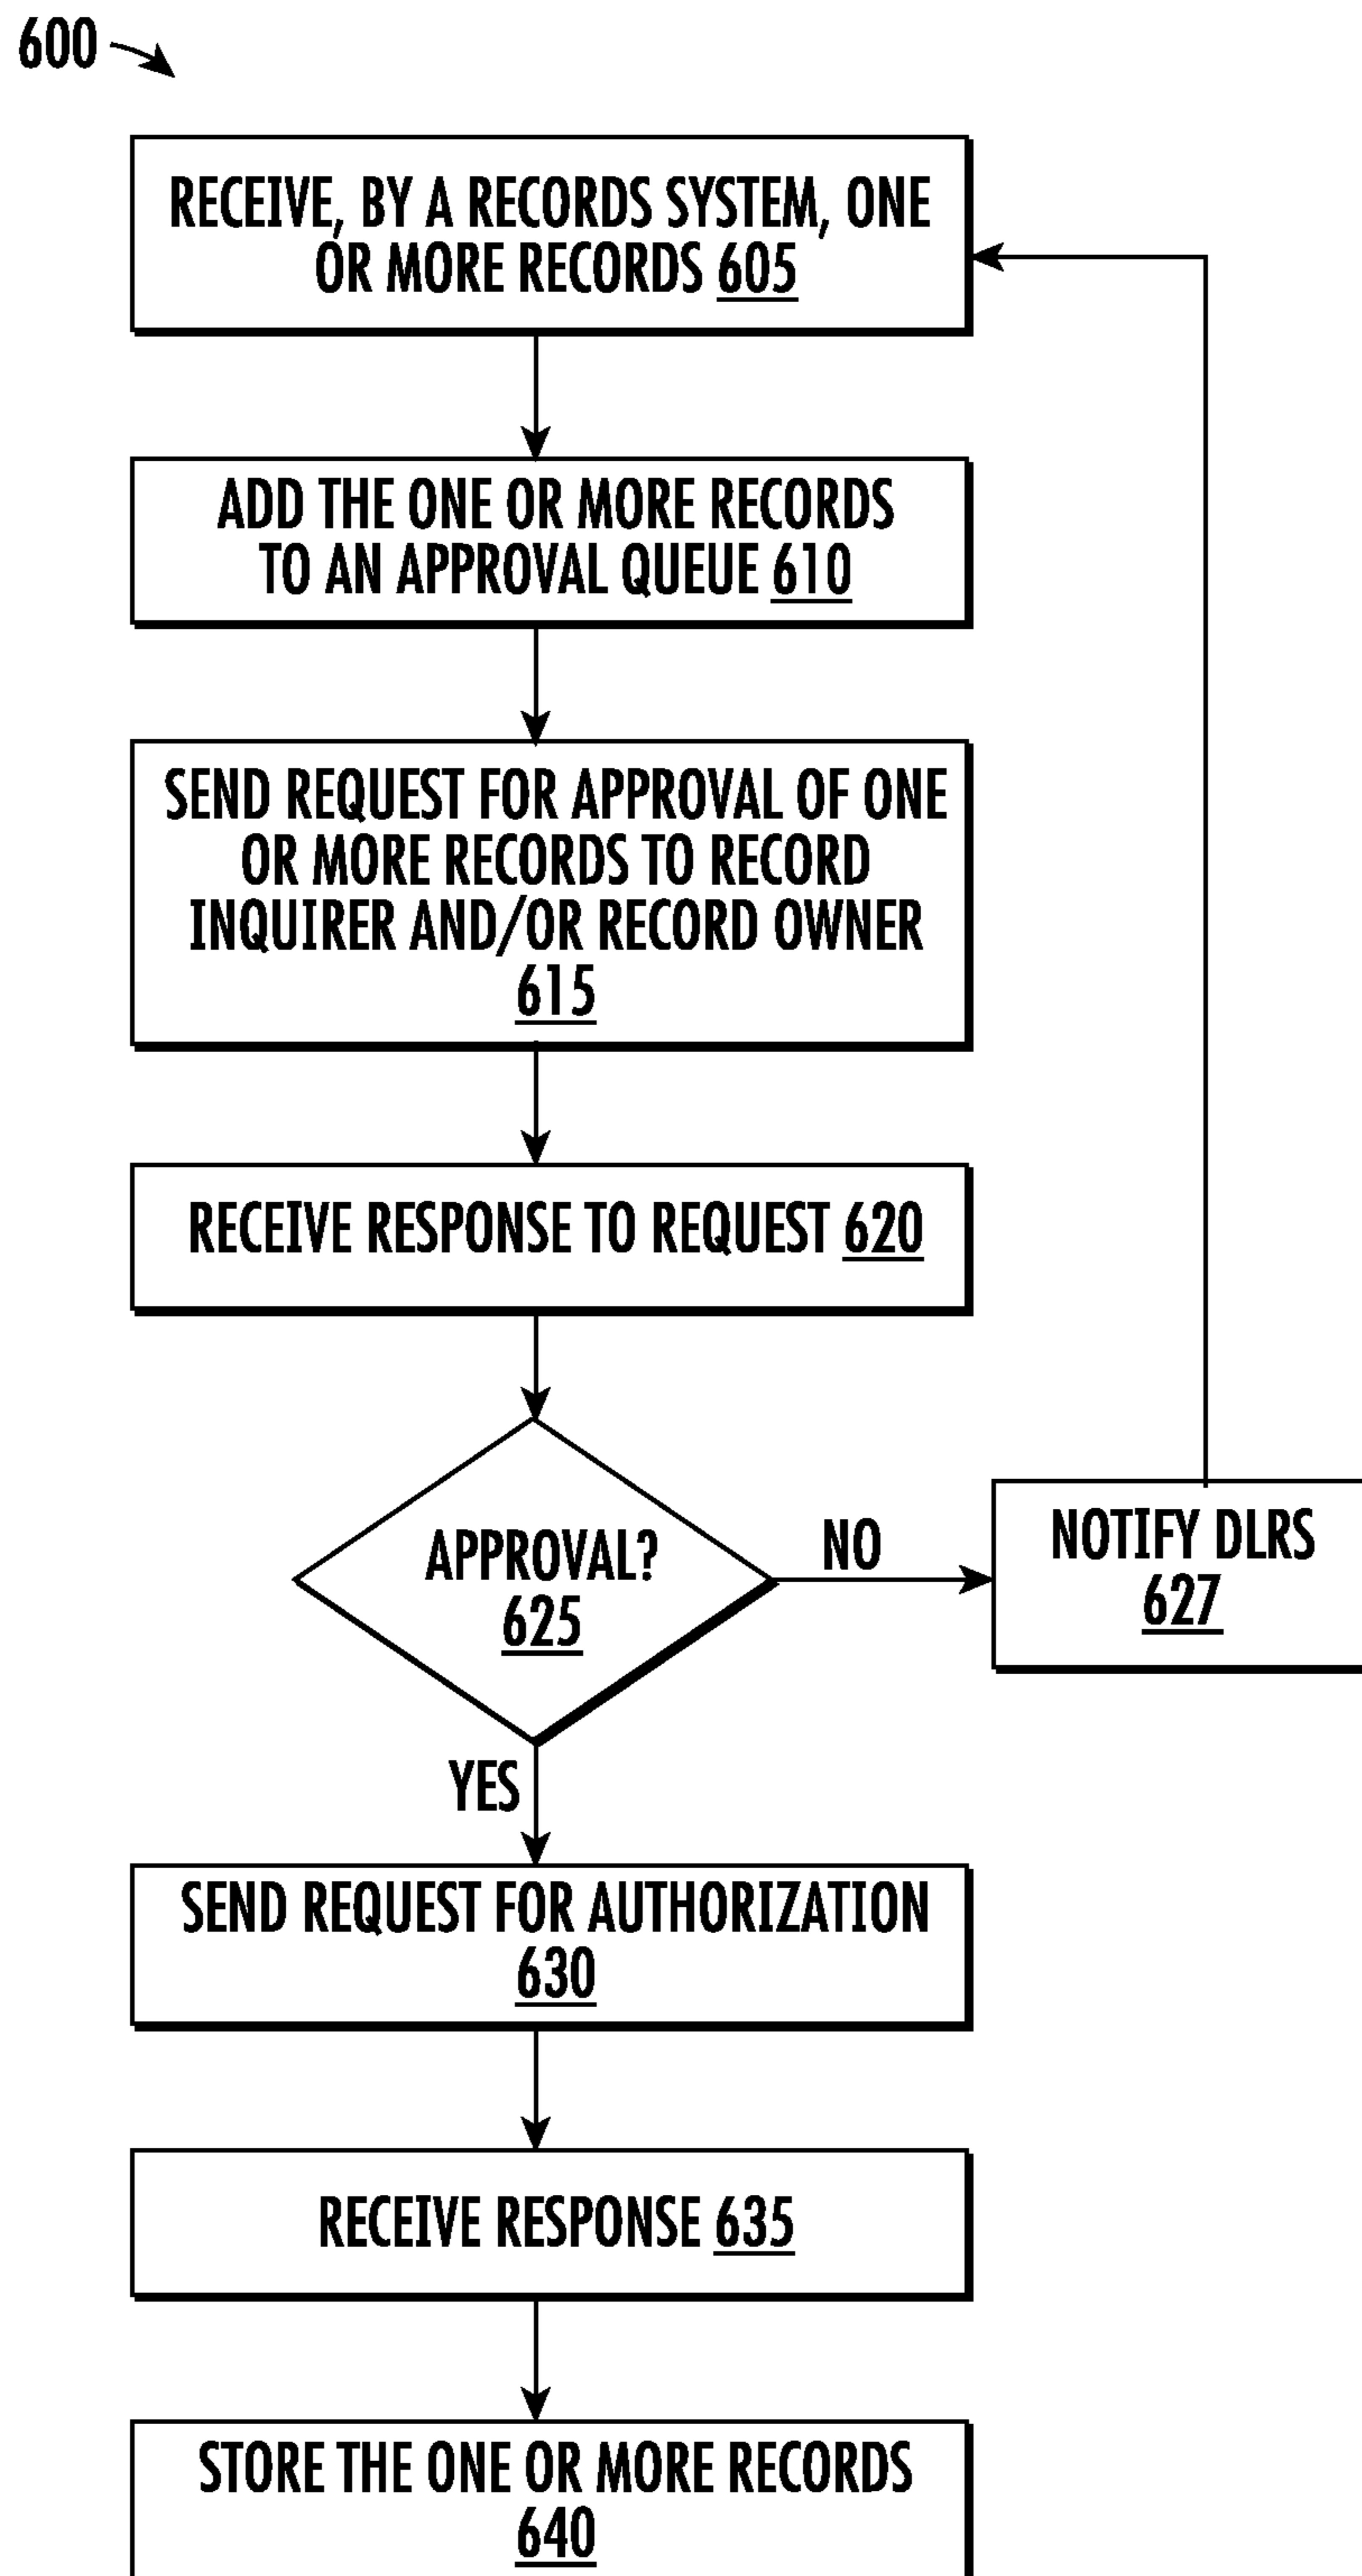 600
RECEIVE, BY A RECORDS SYSTEM, ONE
OR MORE RECORDS 605
ADD THE ONE OR MORE RECORDS
TO AN APPROVAL QUEUE 610
SEND REQUEST FOR APPROVAL OF ONE
OR MORE RECORDS TO RECORD
INQUIRER AND/OR RECORD OWNER
615
RECEIVE RESPONSE TO REQUEST 620
APPROVAL?
625
NO
NOTIFY DLRS
627
YES
SEND REQUEST FOR AUTHORIZATION
630
RECEIVE RESPONSE 635
STORE THE ONE OR MORE RECORDS
640